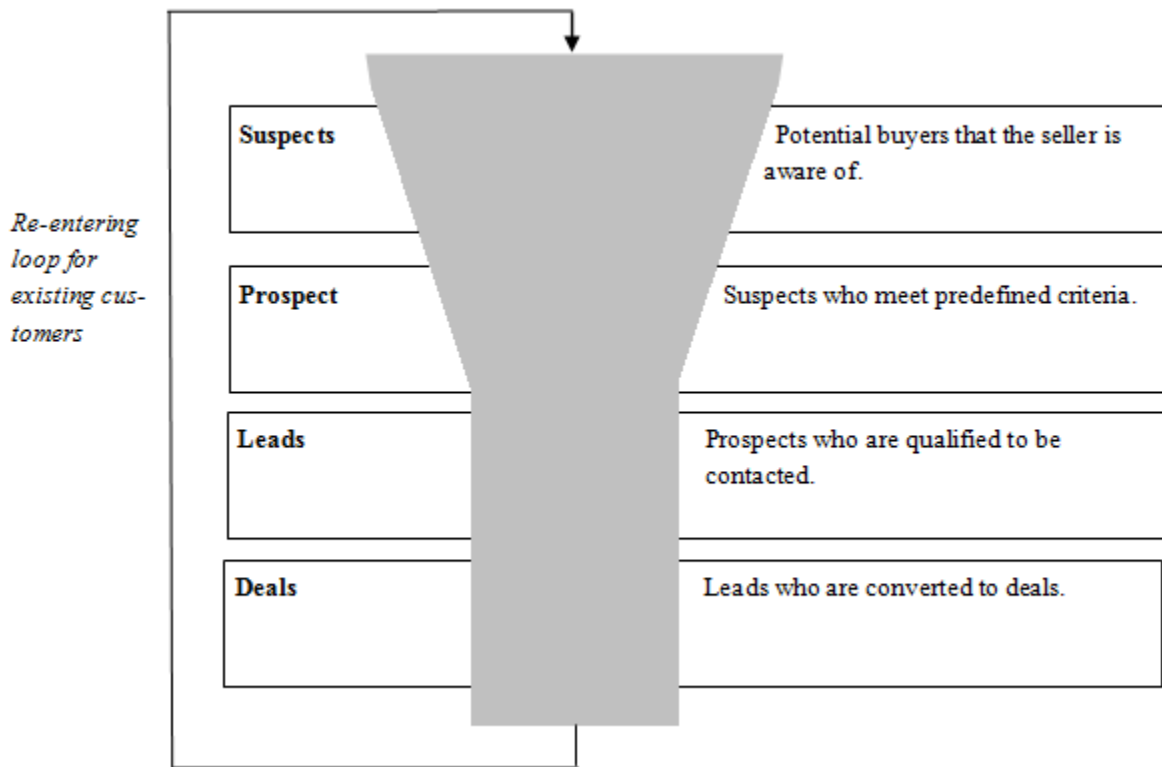 Suspects
Potential buyers that the seller is
aware of.
Re-entering
loop for
existing cus-
tomers
Prospect
Suspects who meet predefined criteria.
Leads
Prospects who are qualified to be
contacted.
Deals
Leads who are converted to deals.